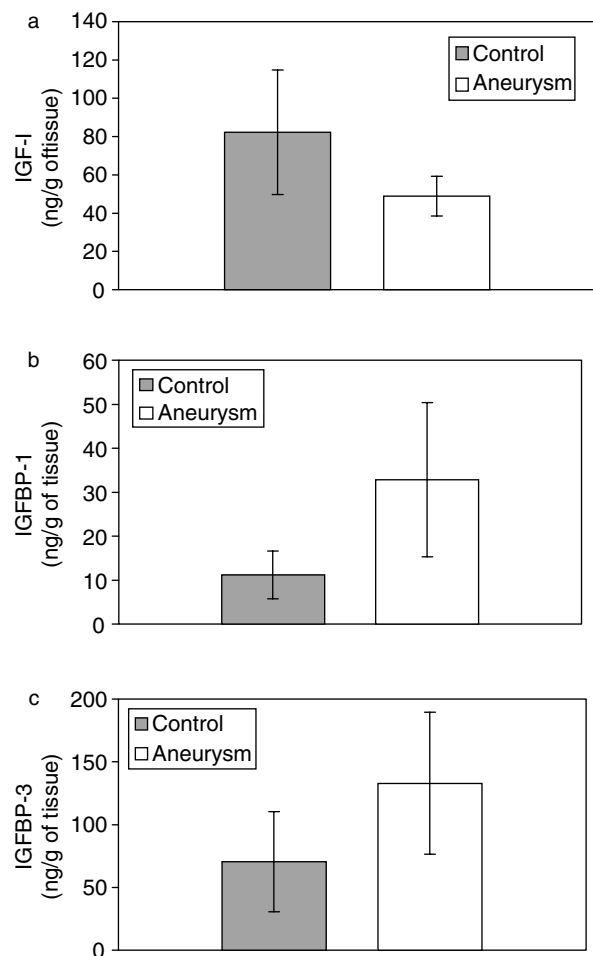 a
140
120
100
80
60
40
20
0
IGF-I
(ng/g oftissue)
Control
Aneurysm
b
60
50
40
30
20
10
0
IGFBP-1
(ng/g of tissue)
Control
Aneurysm
c
200
150
100
50
0
IGFBP-3
(ng/g of tissue)
Control
Aneurysm